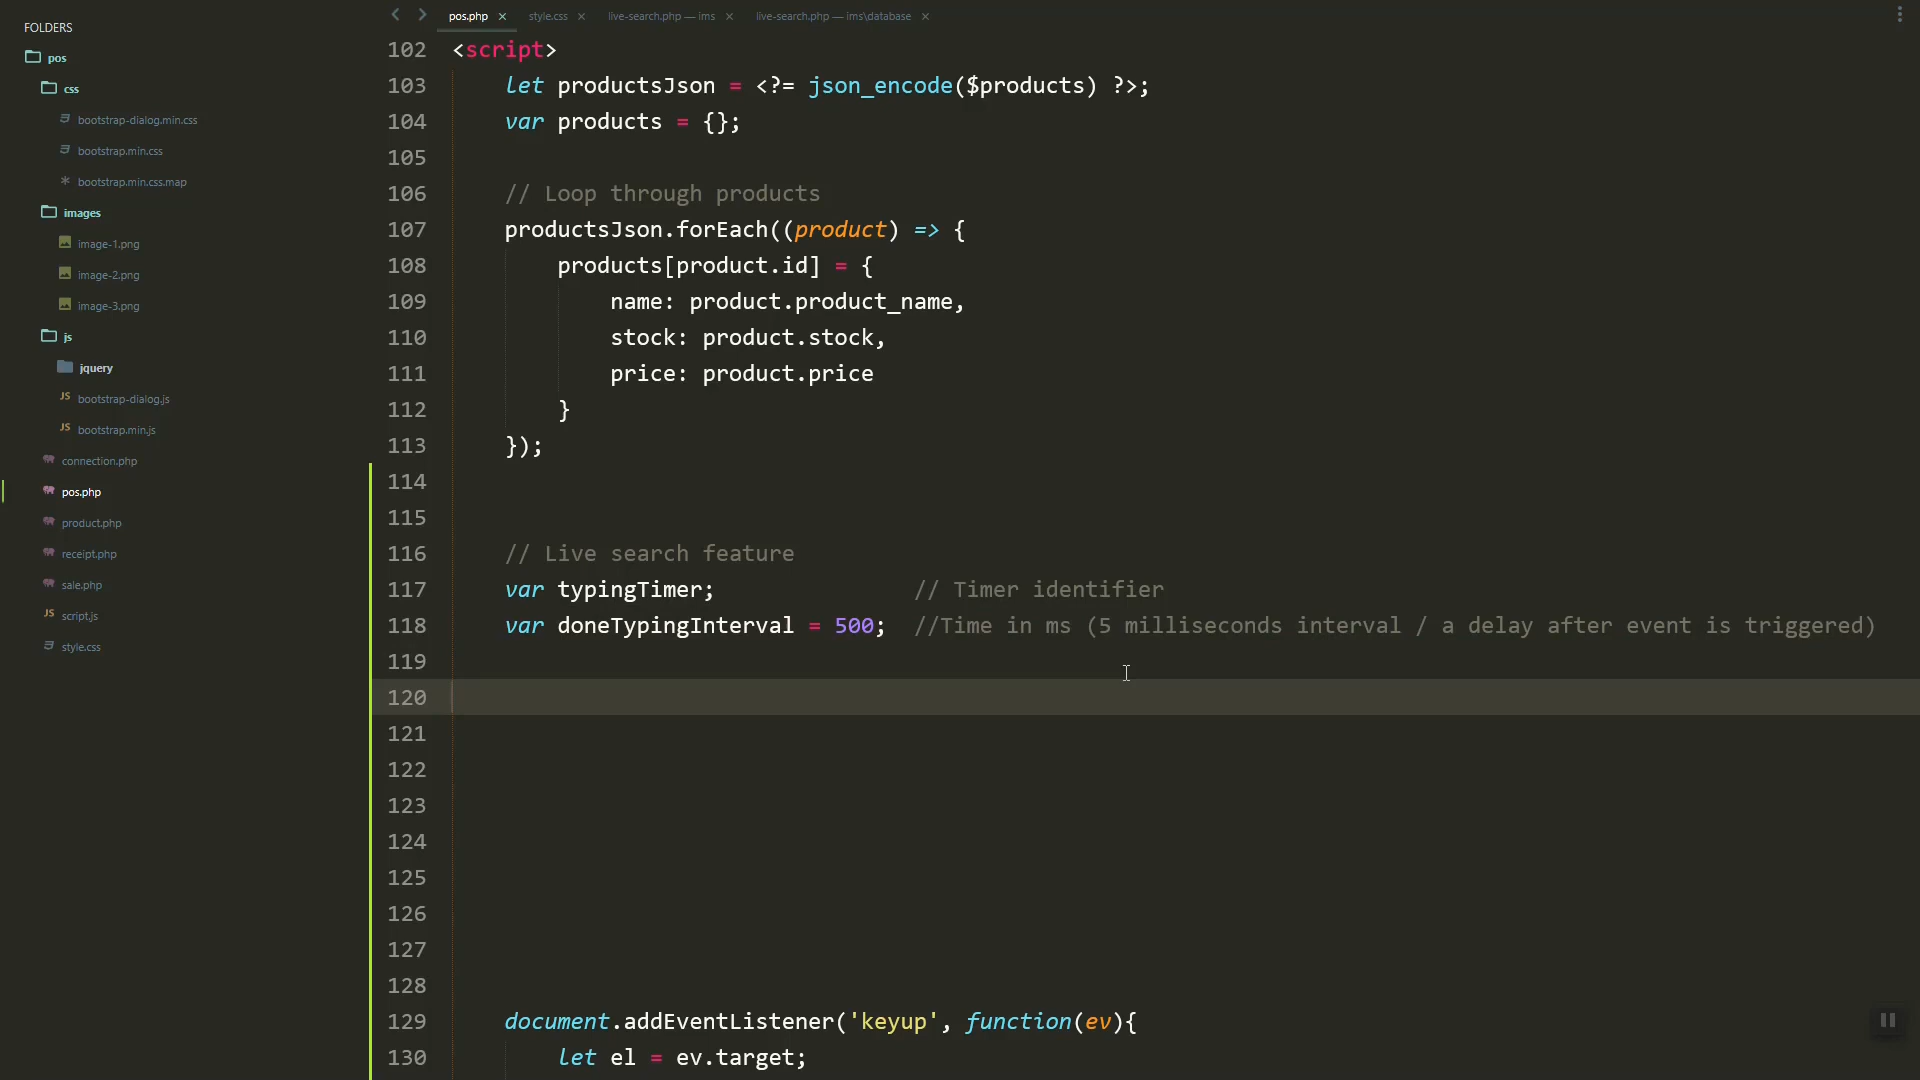 FOLDERS
pos
css
bootstrap-dialog.min.css
bootstrap.min.css
bootstrap.min.css.map
images
image-1.png
image-2.png
image-3.png
js
jquery
JS bootstrap-dialog.js
JS bootstrap.min.js
connection.php
pos.php
product.php
receipt.php
sale.php
JS script.js
style.css
pos.php × style.css × live-search.php — ims × live-search.php — ims\database ×
102 <script>
103 let productsJson = <?= json_encode($products) ?>;
104 var products = {};
105
106 // Loop through products
107 productsJson.forEach((product) => {
108 products[product.id] = {
109 name: product.product_name,
110 stock: product.stock,
111 price: product.price
112 }
113 });
114
115
116 // Live search feature
117 var typingTimer; // Timer identifier
118 var doneTypingInterval = 500; //Time in ms (5 milliseconds interval / a delay after event is triggered)
119
120
121
122
123
124
125
126
127
128
129 document.addEventListener('keyup', function(ev){
130 let el = ev.target;